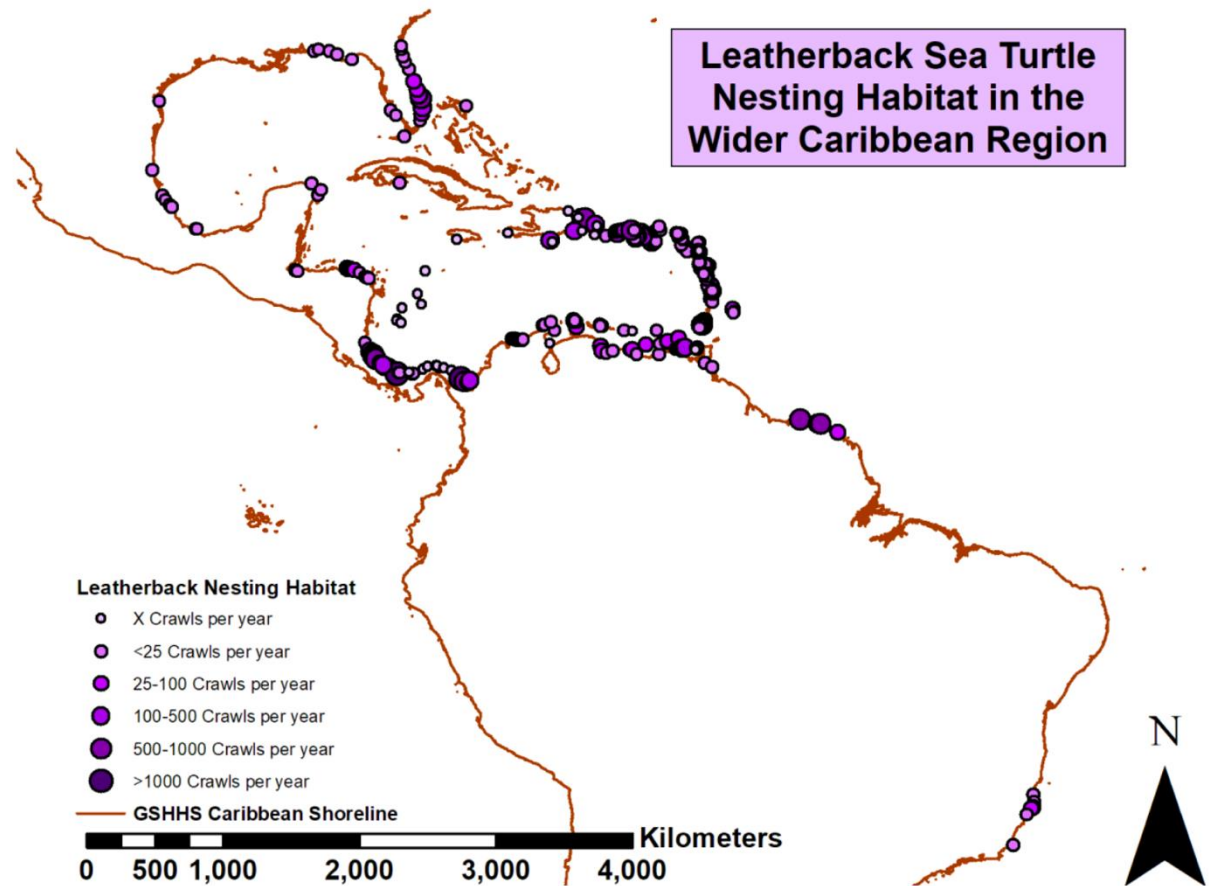 Leatherback Sea Turtle
Nesting Habitat in the
Wider Caribbean Region
Leatherback Nesting Habitat
X Crawls per year
<25 Crawls per year
25-100 Crawls per year
100-500 Crawls per year
500-1000 Crawls per year
>1000 Crawls per year
GSHHS Caribbean Shoreline
Kilometers
0 500 1,000 2,000 3,000 4,000
N